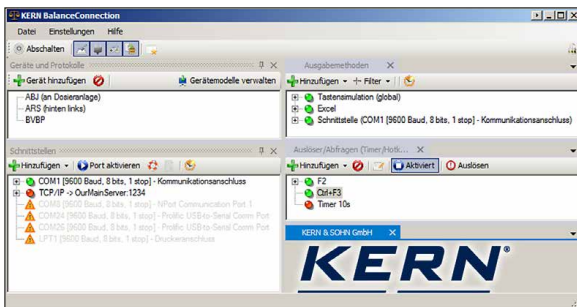 KERN BalanceConnection
Datei Einstellungen Hilfe
Abschalten
Geräte und Protokolle
Gerät hinzufügen Gerätemodelle verwalten
ABJ (an Dosieranlage)
ARS (hinten links)
BVBP
Schnittstellen
Hinzufügen Port aktivieren
COM1 [9600 Baud, 8 bits, 1 stop] - Kommunikationsanschluss
TCP/IP -> OurMainServer:1234
COM3 [9600 Baud, 8 bits, 1 stop] - NPort Communication Port 1
COM24 [9600 Baud, 8 bits, 1 stop] - Prolific USB-to-Serial Comm Port
COM26 [9600 Baud, 8 bits, 1 stop] - Prolific USB-to-Serial Comm Port
LPT1 [9600 Baud, 8 bits, 1 stop] - Druckeranschluss
Ausgabemethoden
Hinzufügen Filter
Tastensimulation (global)
Excel
Schnittstelle (COM1 [9600 Baud, 8 bits, 1 stop] - Kommunikationsanschluss)
Auslöser/Abfragen (Timer/Hotk...
Hinzufügen Aktiviert Auslösen
F2
Ctrl+F3
Timer 10s
KERN & SOHN GmbH
KERN®